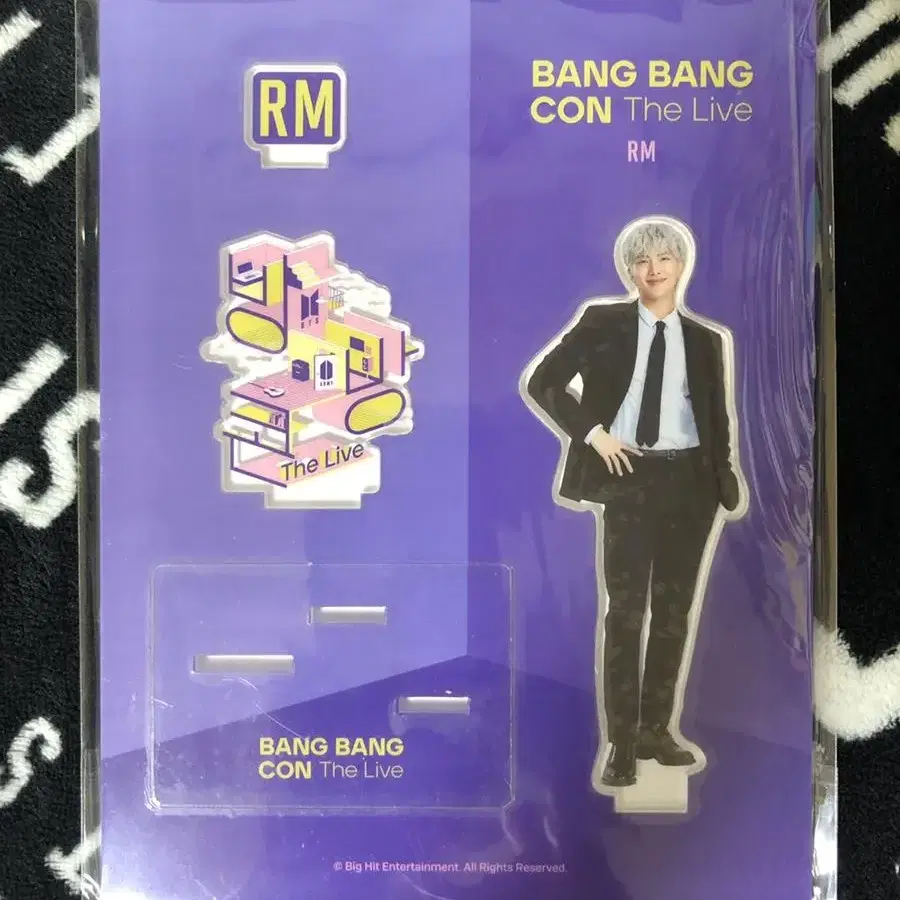 RM
BANG BANG
CON The Live
RM
BTS
The Live
BANG BANG
CON The Live
© Big Hit Entertainment. All Rights Reserved.